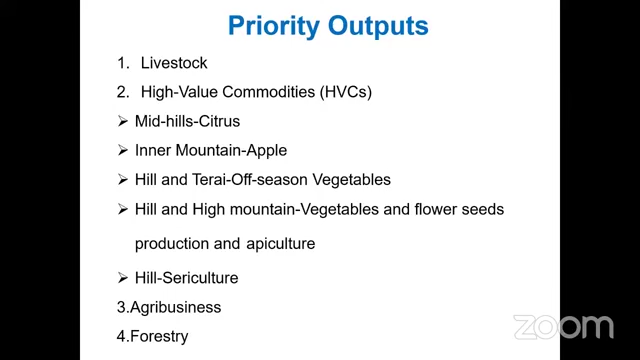 Priority Outputs
1. Livestock
2. High-Value Commodities (HVCs)
➢ Mid-hills-Citrus
➢ Inner Mountain-Apple
➢ Hill and Terai-Off-season Vegetables
➢ Hill and High mountain-Vegetables and flower seeds
production and apiculture
➢ Hill-Sericulture
3.Agribusiness
4.Forestry
zoom